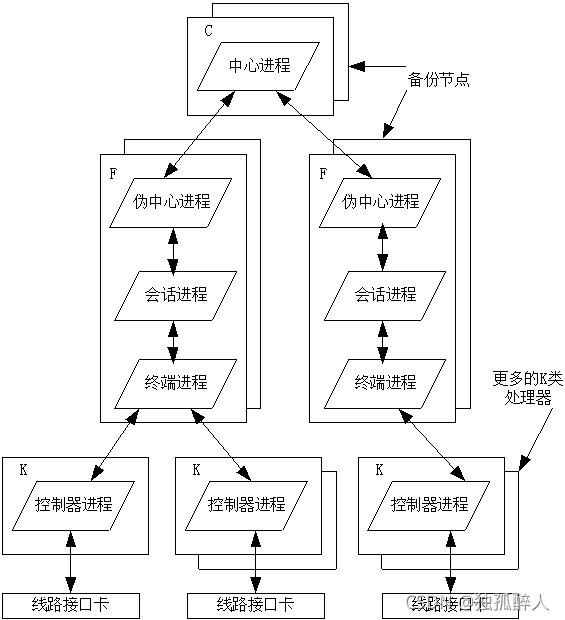 C
中心进程
备份节点
F
伪中心进程
会话进程
终端进程
F
伪中心进程
会话进程
终端进程
更多的K类
处理器
K
控制器进程
K
控制器进程
K
控制器进程
线路接口卡
线路接口卡
线路接口卡
CSDN @独孤醉人